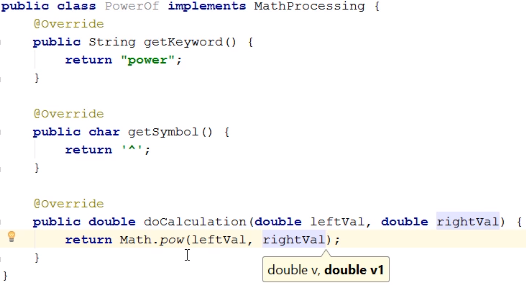 public class PowerOf implements MathProcessing {
@Override
public String getKeyword() {
return "power";
}
@Override
public char getSymbol() {
return '^';
}
@Override
public double doCalculation(double leftVal, double rightVal) {
return Math.pow(leftVal, rightVal);
}
double v, double v1
}